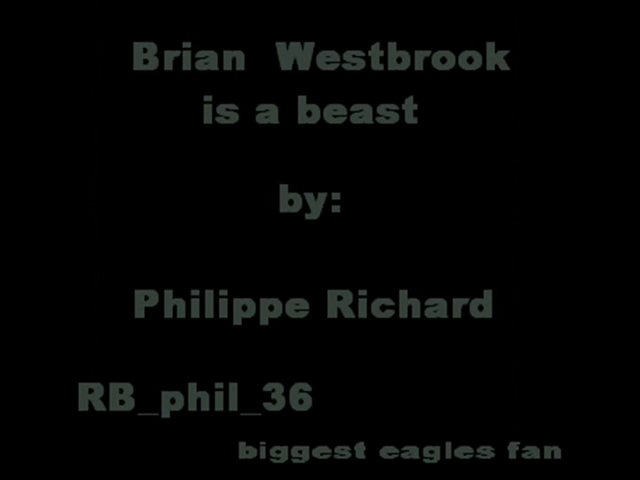 Brian Westbrook
is a beast
by:
Philippe Richard
RB_phil_36
biggest eagles fan